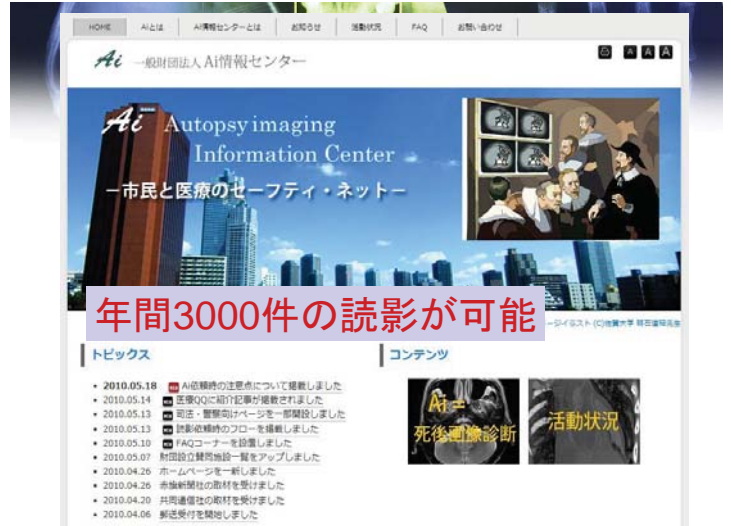 HOME Aiとは Ai情報センターとは お知らせ 活動状況 FAQ お問い合わせ
Ai 一般財団法人Ai情報センター
A A A
Ai Autopsy imaging
Information Center
－市民と医療のセーフティ・ネット－
年間3000件の読影が可能
イラスト (C)佐賀大学
トピックス
• 2010.05.18 Ai依頼時の注意点について掲載しました
• 2010.05.14 医療QQに紹介記事が掲載されました
• 2010.05.13 司法・警察向けページを一部開設しました
• 2010.05.13 読影依頼時のフローを掲載しました
• 2010.05.10 FAQコーナーを設置しました
• 2010.05.07 財団設立賛同施設一覧をアップしました
• 2010.04.26 ホームページを一新しました
• 2010.04.26 赤旗新聞社の取材を受けました
• 2010.04.20 共同通信社の取材を受けました
• 2010.04.06 郵送受付を開始しました
コンテンツ
Ai =
死後画像診断
活動状況